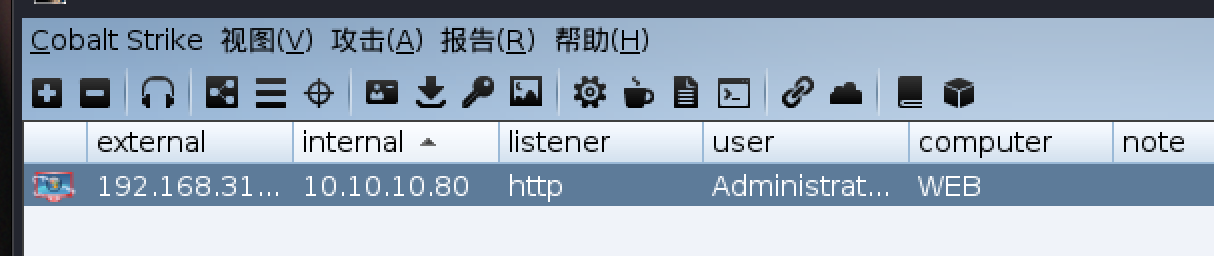 Cobalt Strike 视图(V) 攻击(A) 报告(R) 帮助(H)
external internal listener user computer note
192.168.31... 10.10.10.80 http Administrat... WEB